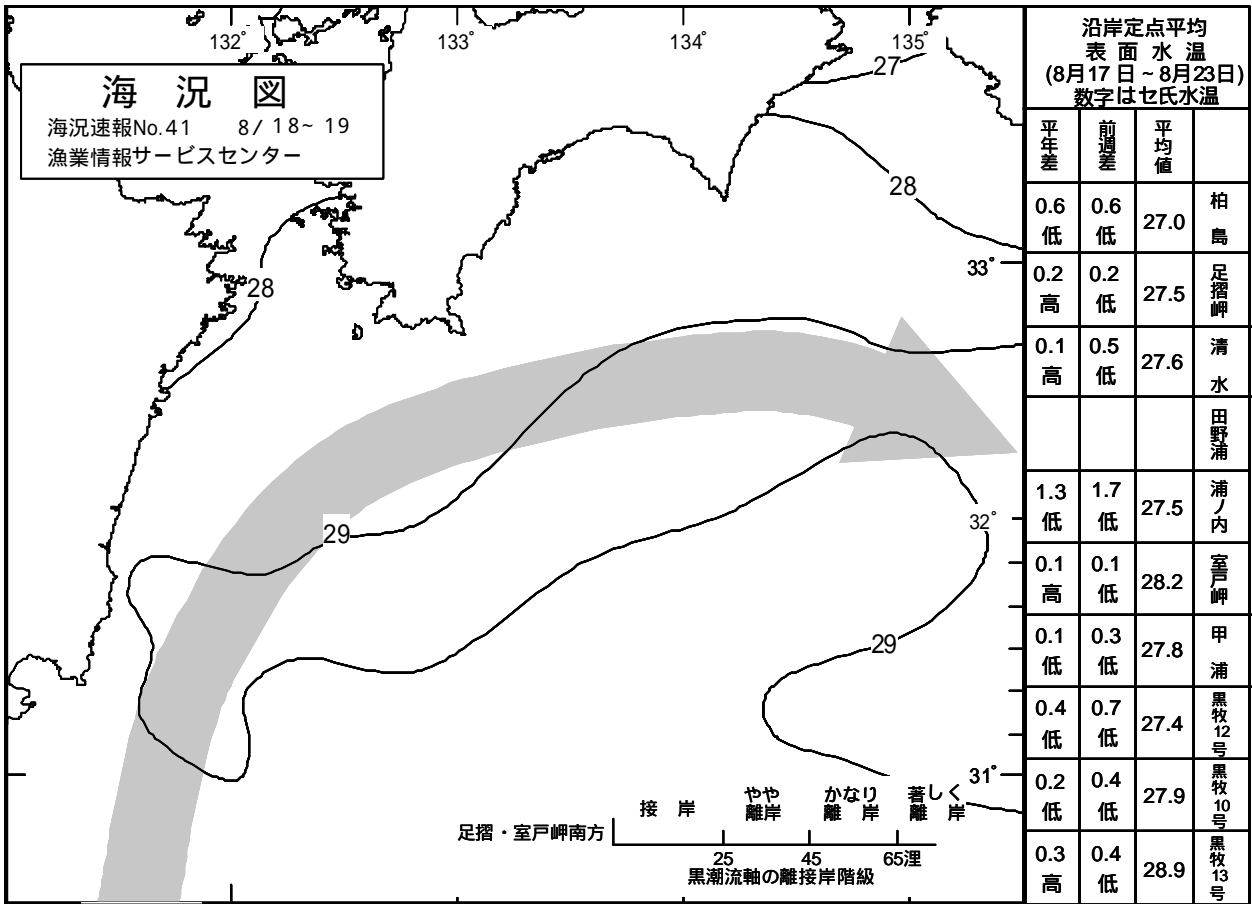 132°
133°
134°
135°
海 況 図
海況速報No.41 8/ 18~ 19
漁業情報サービスセンター
27
28
33°
28
29
32°
29
31°
接 岸
やや
離岸
かなり
離 岸
著しく
離 岸
足摺・室戸岬南方
25 45 65浬
黒潮流軸の離接岸階級
沿岸定点平均
表 面 水 温
(8月17日~8月23日)
数字はセ氏水温
平年差 前週差 平均値
0.6低 0.6低 27.0 柏島
0.2高 0.2低 27.5 足摺岬
0.1高 0.5低 27.6 清水
田野浦
1.3低 1.7低 27.5 浦ノ内
0.1高 0.1低 28.2 室戸岬
0.1低 0.3低 27.8 甲浦
0.4低 0.7低 27.4 黒牧12号
0.2低 0.4低 27.9 黒牧10号
0.3高 0.4低 28.9 黒牧13号